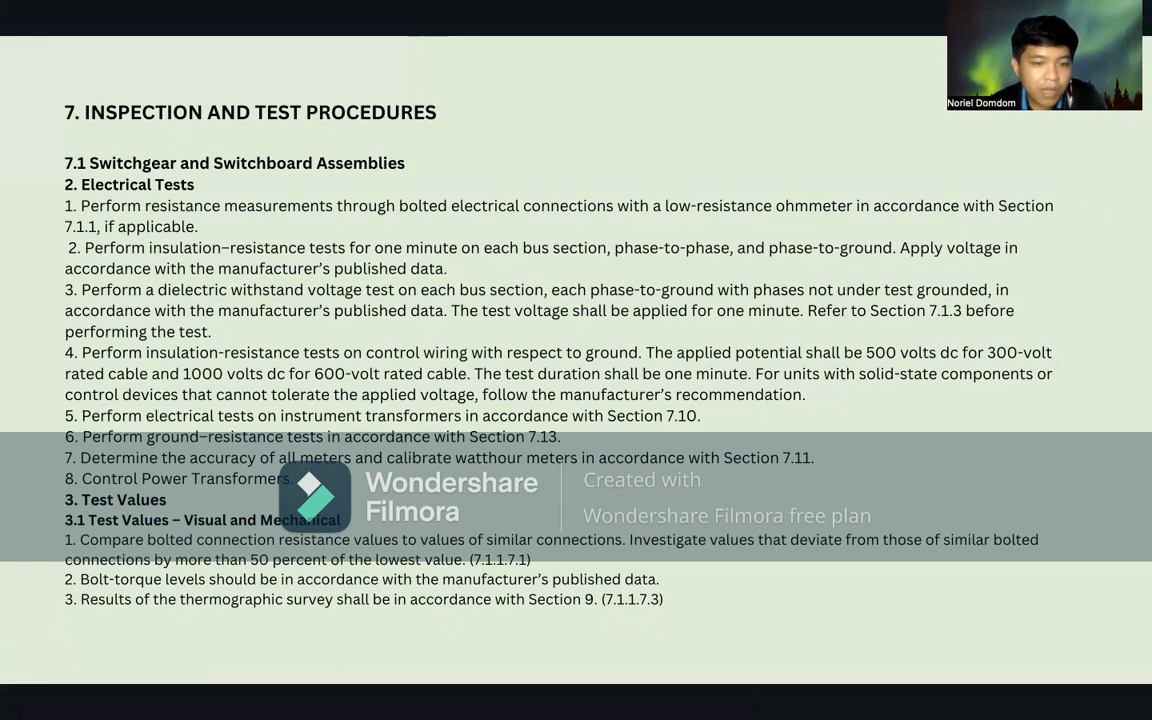 Noriel Domdom
7. INSPECTION AND TEST PROCEDURES
7.1 Switchgear and Switchboard Assemblies
2. Electrical Tests
1. Perform resistance measurements through bolted electrical connections with a low-resistance ohmmeter in accordance with Section
7.1.1, if applicable.
2. Perform insulation–resistance tests for one minute on each bus section, phase-to-phase, and phase-to-ground. Apply voltage in
accordance with the manufacturer’s published data.
3. Perform a dielectric withstand voltage test on each bus section, each phase-to-ground with phases not under test grounded, in
accordance with the manufacturer’s published data. The test voltage shall be applied for one minute. Refer to Section 7.1.3 before
performing the test.
4. Perform insulation-resistance tests on control wiring with respect to ground. The applied potential shall be 500 volts dc for 300-volt
rated cable and 1000 volts dc for 600-volt rated cable. The test duration shall be one minute. For units with solid-state components or
control devices that cannot tolerate the applied voltage, follow the manufacturer’s recommendation.
5. Perform electrical tests on instrument transformers in accordance with Section 7.10.
6. Perform ground–resistance tests in accordance with Section 7.13.
7. Determine the accuracy of all meters and calibrate watthour meters in accordance with Section 7.11.
8. Control Power Transformers.
3. Test Values
3.1 Test Values – Visual and Mechanical
1. Compare bolted connection resistance values to values of similar connections. Investigate values that deviate from those of similar bolted
connections by more than 50 percent of the lowest value. (7.1.1.7.1)
2. Bolt-torque levels should be in accordance with the manufacturer’s published data.
3. Results of the thermographic survey shall be in accordance with Section 9. (7.1.1.7.3)
Wondershare
Filmora
Created with
Wondershare Filmora free plan